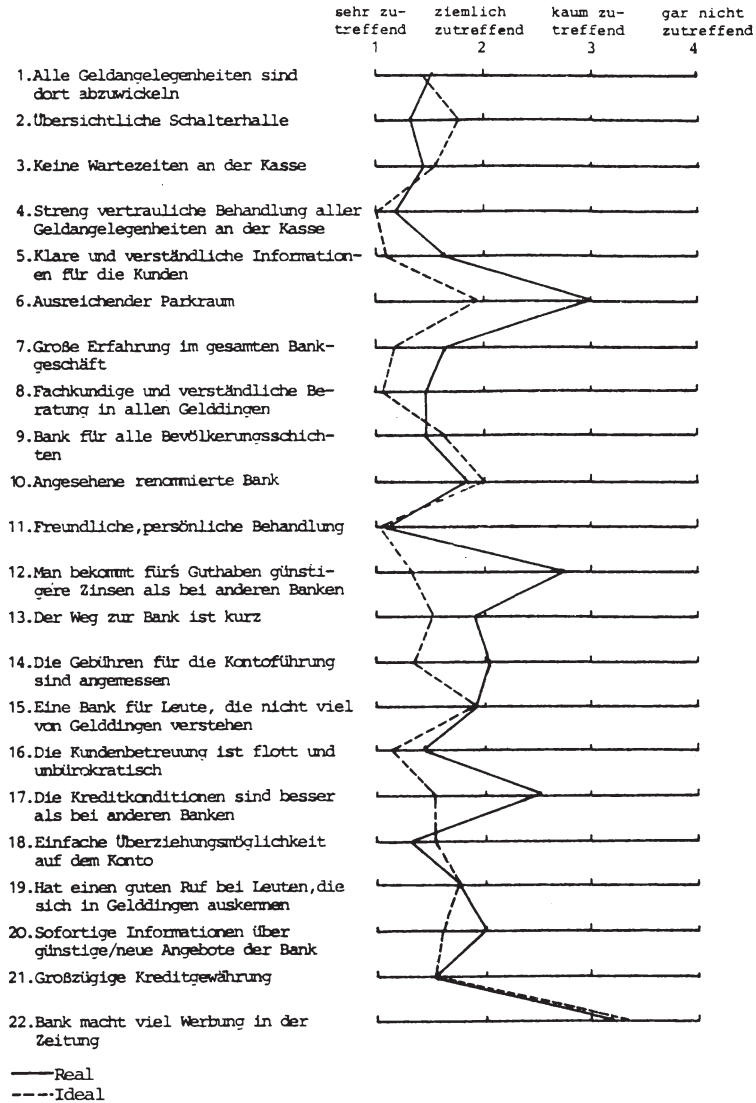 sehr zu- ziemlich kaum zu- gar nicht
treffend zutreffend treffend zutreffend
1 2 3 4
1.Alle Geldangelegenheiten sind
dort abzuwickeln
2.Übersichtliche Schalterhalle
3.Keine Wartezeiten an der Kasse
4.Streng vertrauliche Behandlung aller
Geldangelegenheiten an der Kasse
5.Klare und verständliche Information-
en für die Kunden
6.Ausreichender Parkraum
7.Große Erfahrung im gesamten Bank-
geschäft
8.Fachkundige und verständliche Be-
ratung in allen Gelddingen
9.Bank für alle Bevölkerungsschich-
ten
10.Angesehene renommierte Bank
11.Freundliche,persönliche Behandlung
12.Man bekommt für's Guthaben günsti-
gere Zinsen als bei anderen Banken
13.Der Weg zur Bank ist kurz
14.Die Gebühren für die Kontoführung
sind angemessen
15.Eine Bank für Leute, die nicht viel
von Gelddingen verstehen
16.Die Kundenbetreuung ist flott und
unbürokratisch
17.Die Kreditkonditionen sind besser
als bei anderen Banken
18.Einfache Überziehungsmöglichkeit
auf dem Konto
19.Hat einen guten Ruf bei Leuten,die
sich in Gelddingen auskennen
20.Sofortige Informationen über
günstige/neue Angebote der Bank
21.Großzügige Kreditgewährung
22.Bank macht viel Werbung in der
Zeitung
Real
Ideal